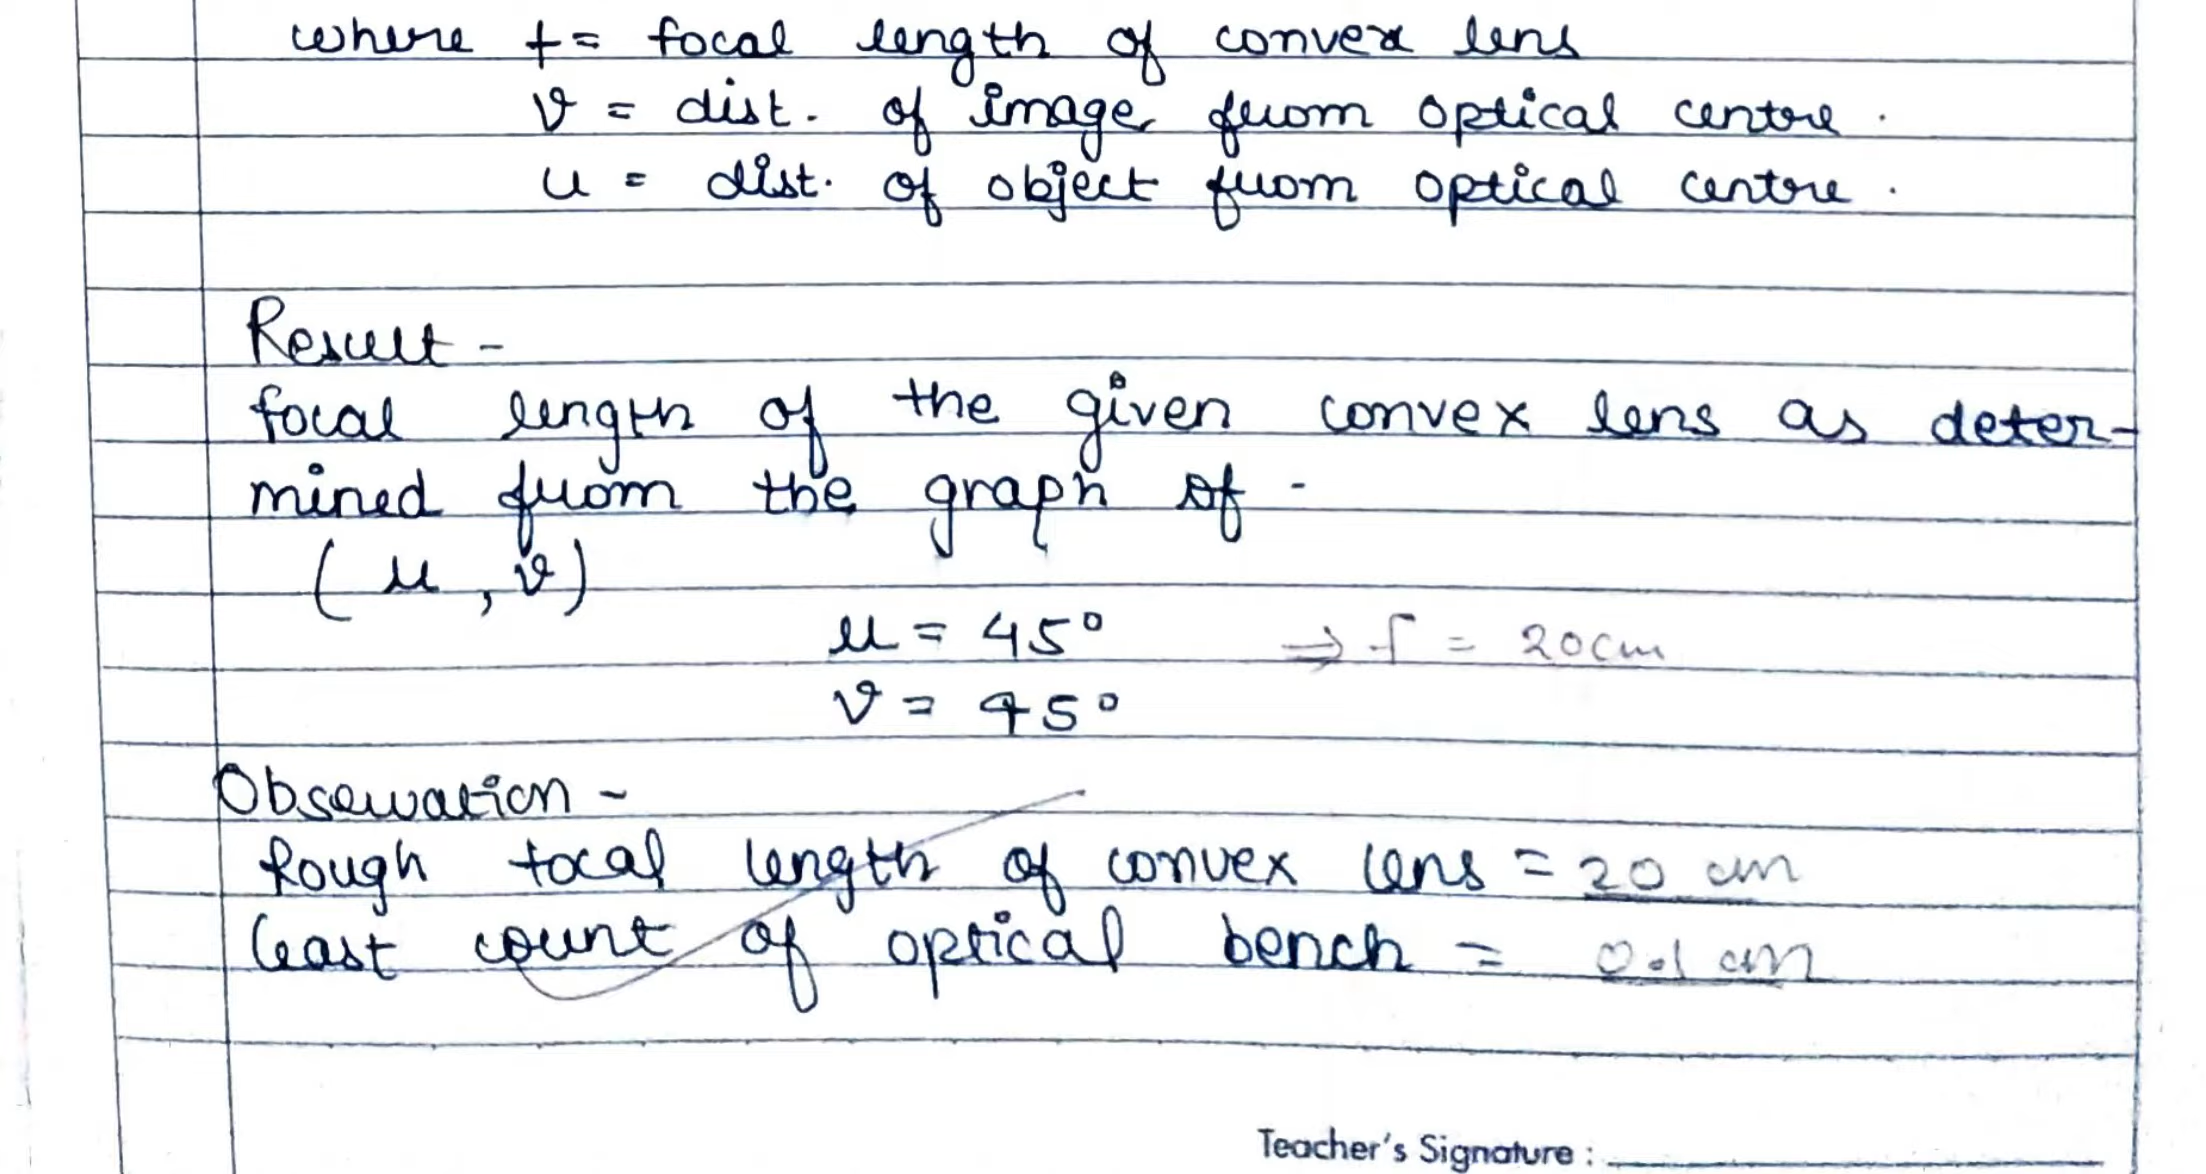 where f = focal length of convex lens
v = dist. of image from optical centre.
u = dist. of object from optical centre.
Result -
focal length of the given convex lens as deter-
mined from the graph of -
(u, v)
u = 45° ⇒ f = 20cm
v = 45°
Observation -
Rough focal length of convex lens = 20 cm
least count of optical bench = 0.1 cm
Teacher's Signature :